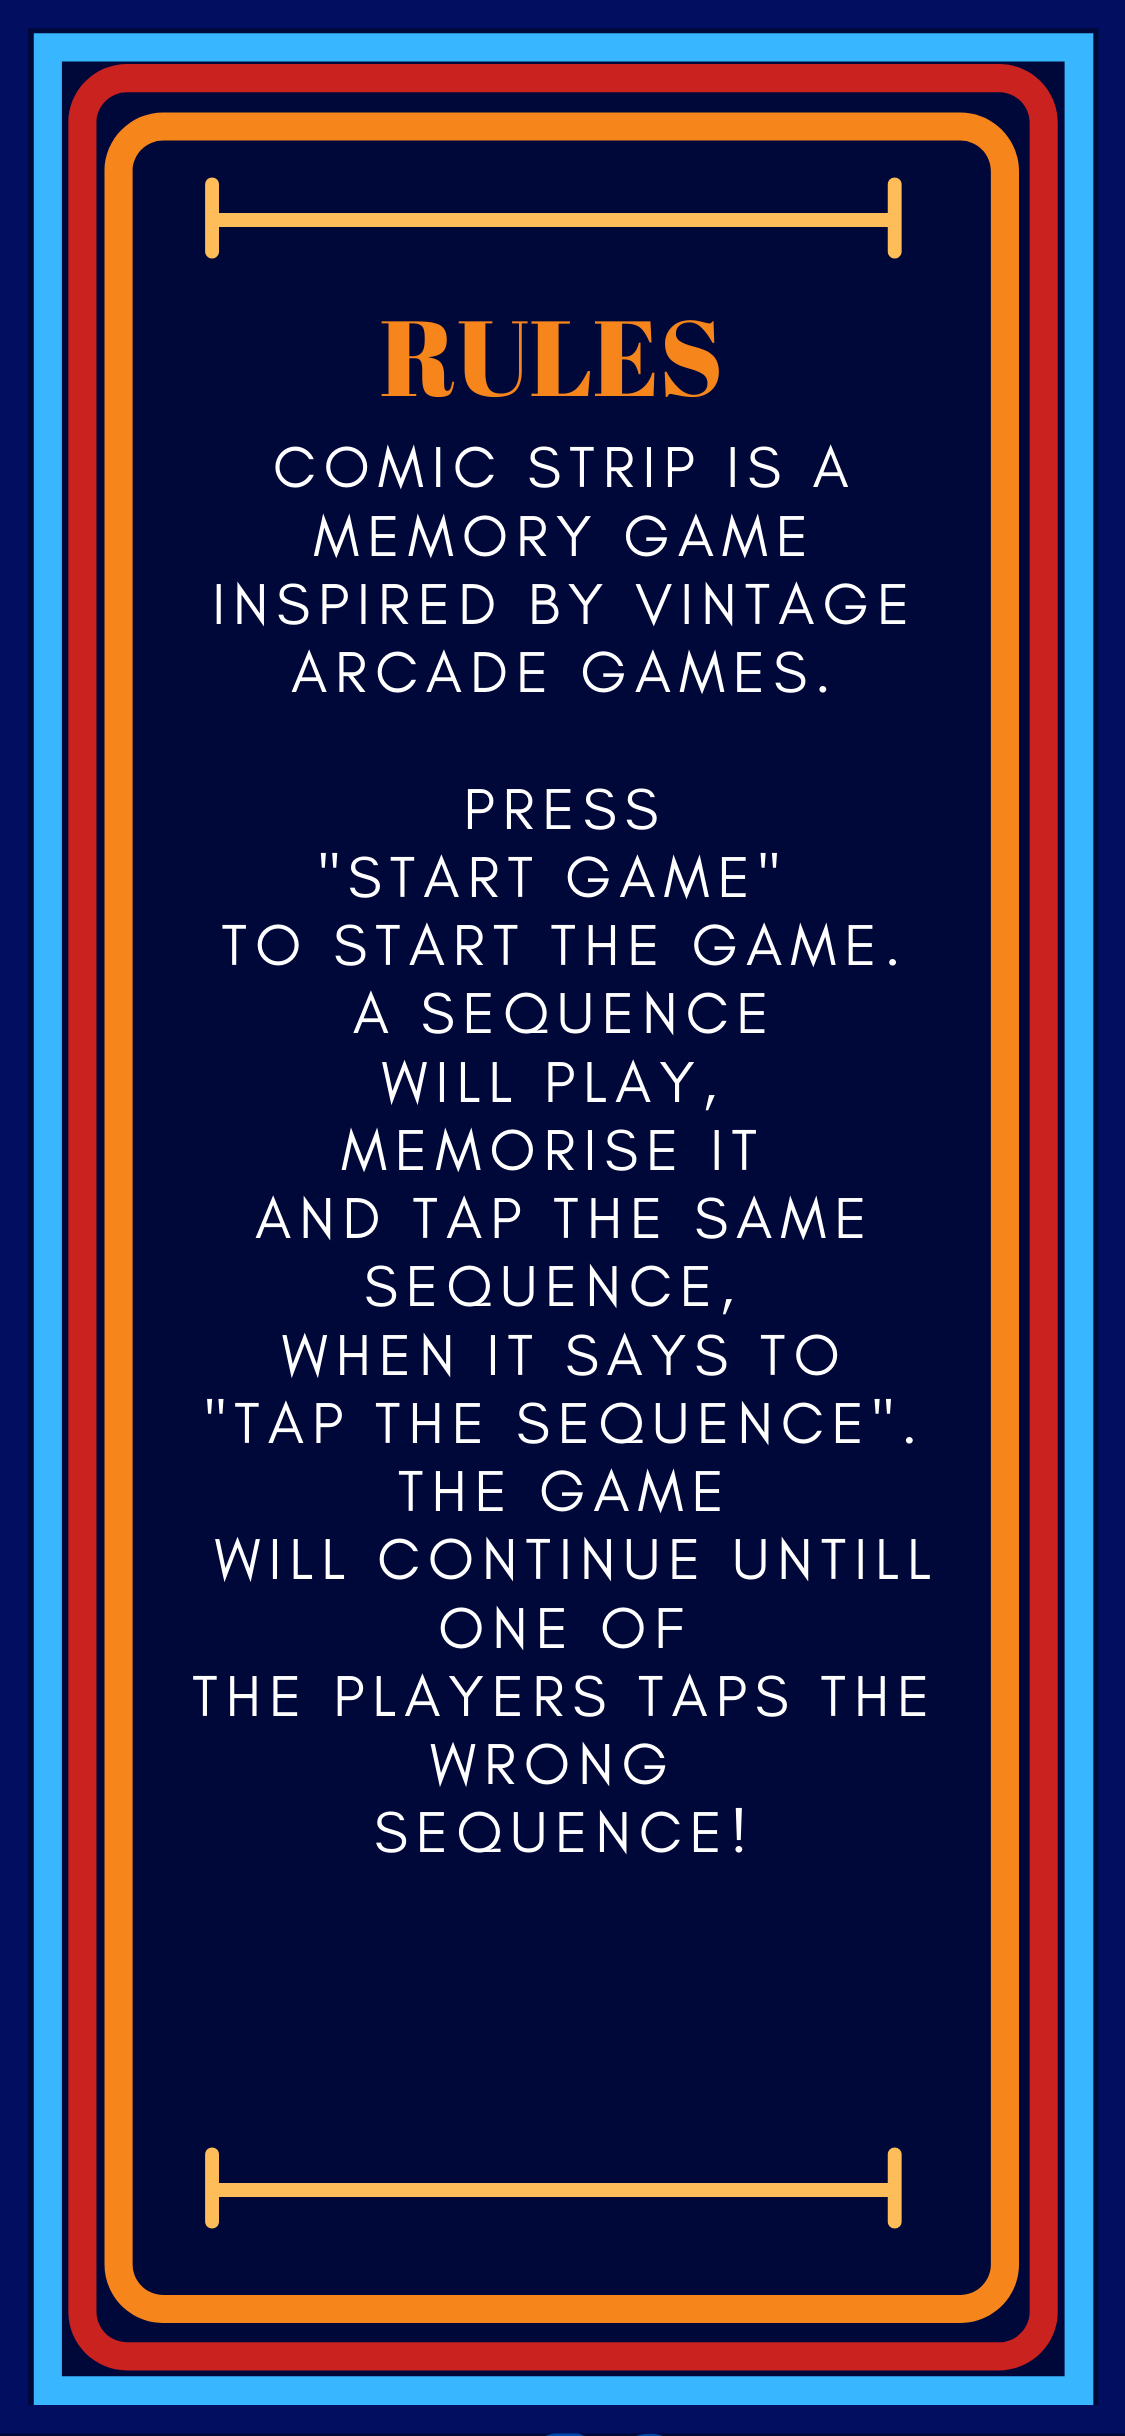 RULES
COMIC STRIP IS A
MEMORY GAME
INSPIRED BY VINTAGE
ARCADE GAMES.
PRESS
"START GAME"
TO START THE GAME.
A SEQUENCE
WILL PLAY,
MEMORISE IT
AND TAP THE SAME
SEQUENCE,
WHEN IT SAYS TO
"TAP THE SEQUENCE".
THE GAME
WILL CONTINUE UNTILL
ONE OF
THE PLAYERS TAPS THE
WRONG
SEQUENCE!